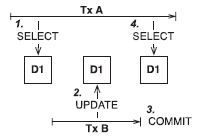 Tx A
1. SELECT
4. SELECT
D1
D1
D1
2. UPDATE
3. COMMIT
Tx B